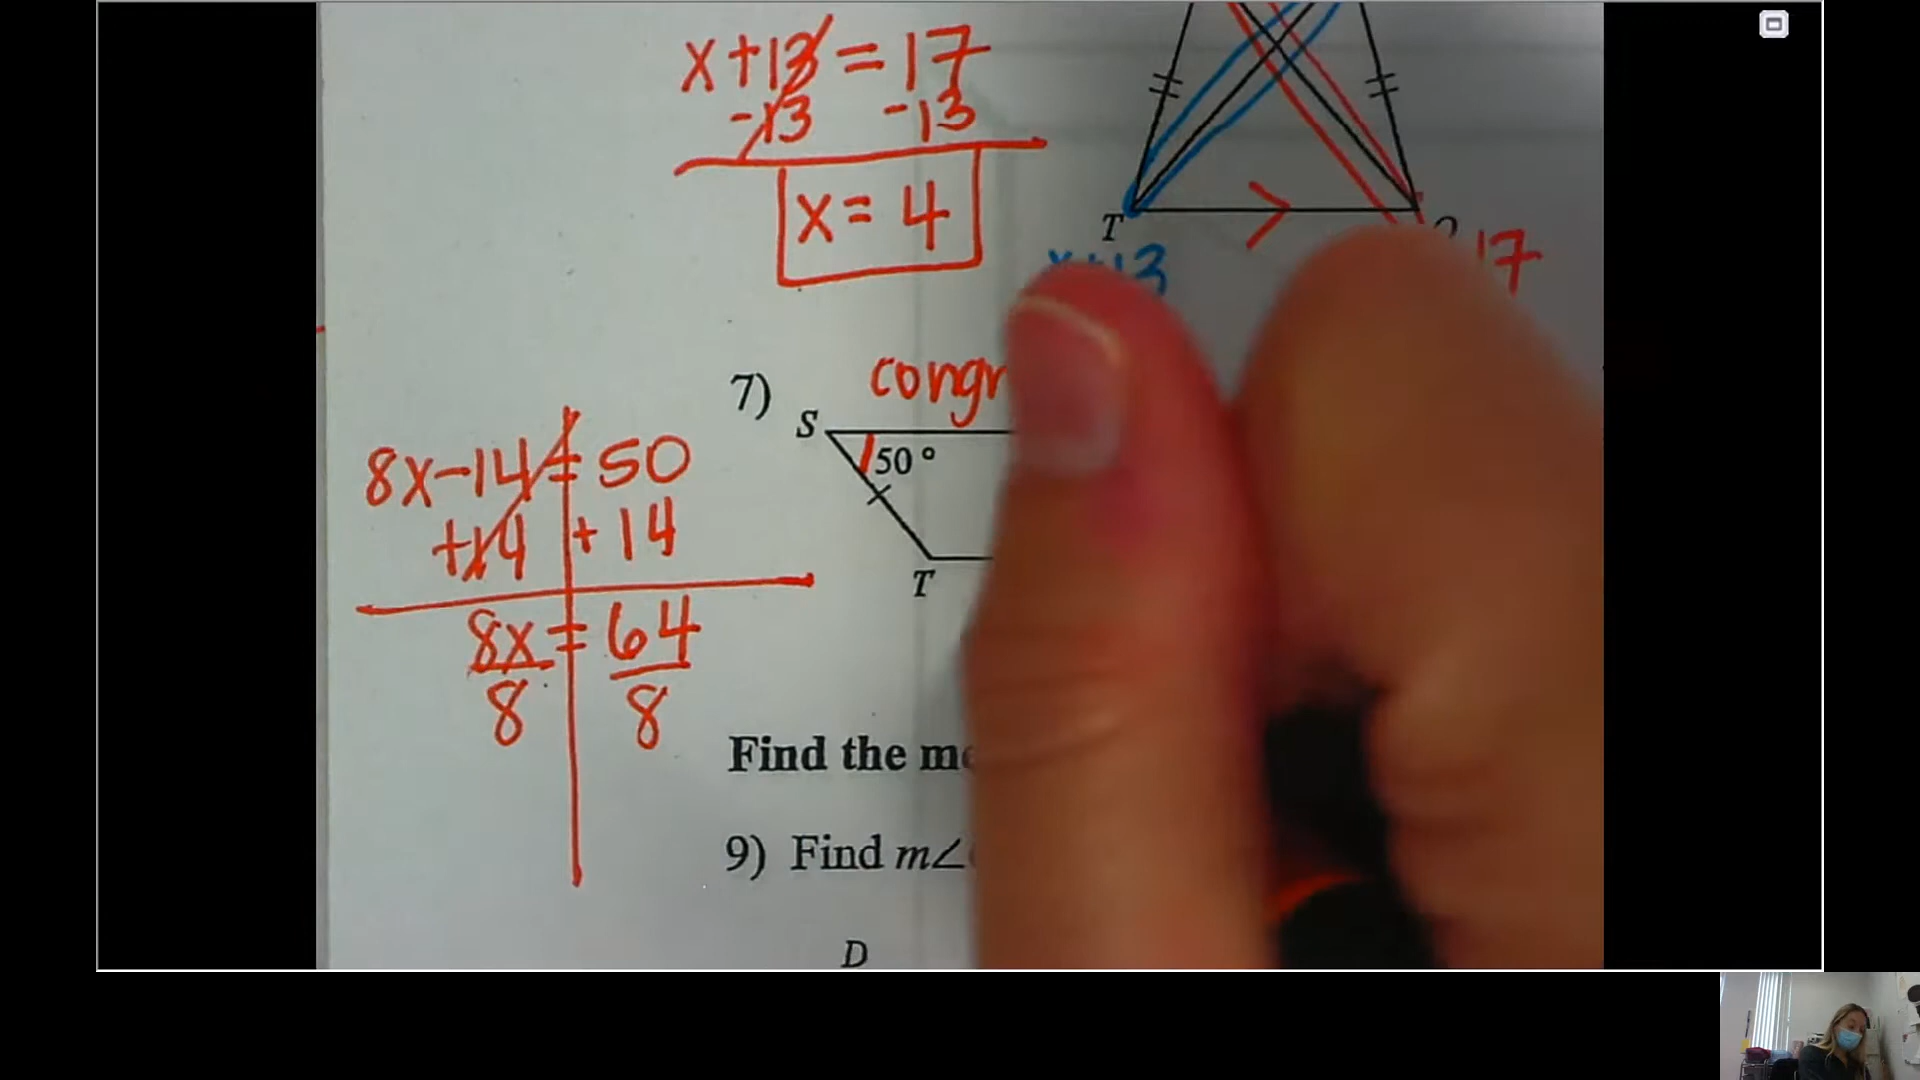 x+13 = 17
-13 -13
x = 4
T
17
7) congr
S
50°
T
8x-14 = 50
+14 + 14
8x = 64
8 8
Find the
9) Find m∠
D